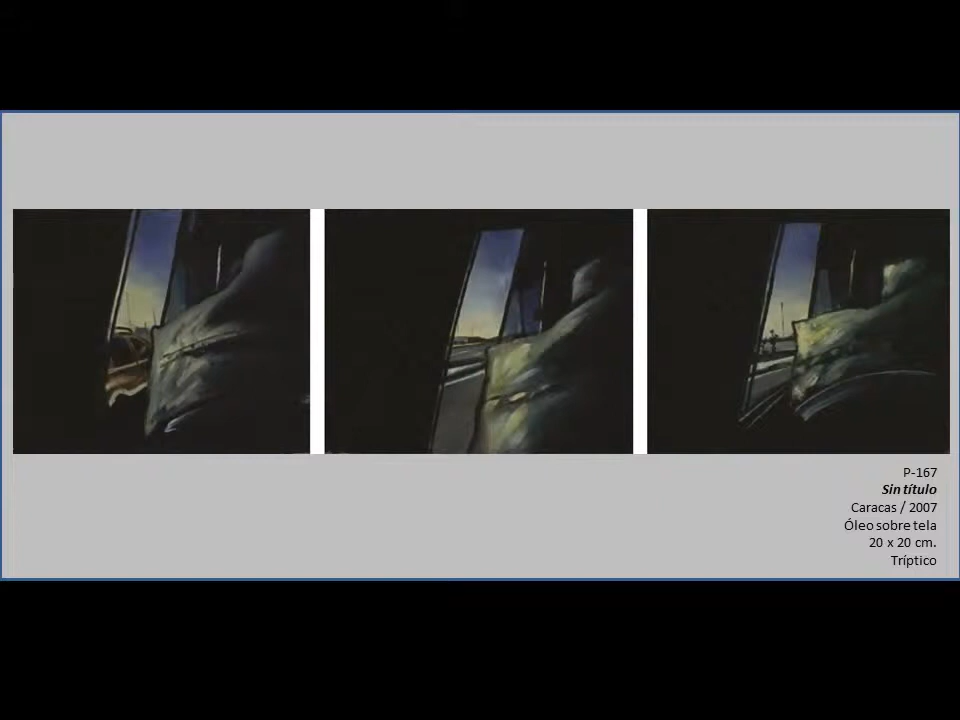 P-167
Sin título
Caracas / 2007
Óleo sobre tela
20 x 20 cm.
Tríptico